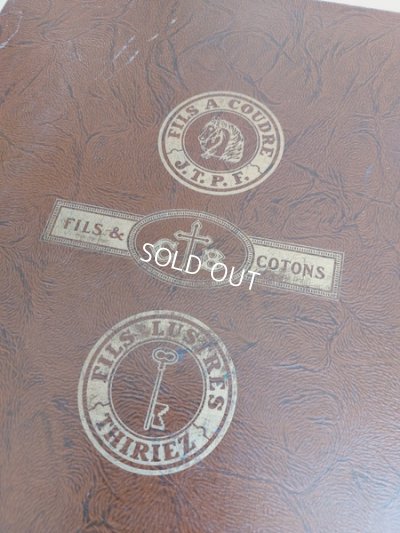 FILS A COUDRE
J.T.P.F.
FILS & C B COTONS
SOLD OUT
FILS LUSTRES
THIRIEZ